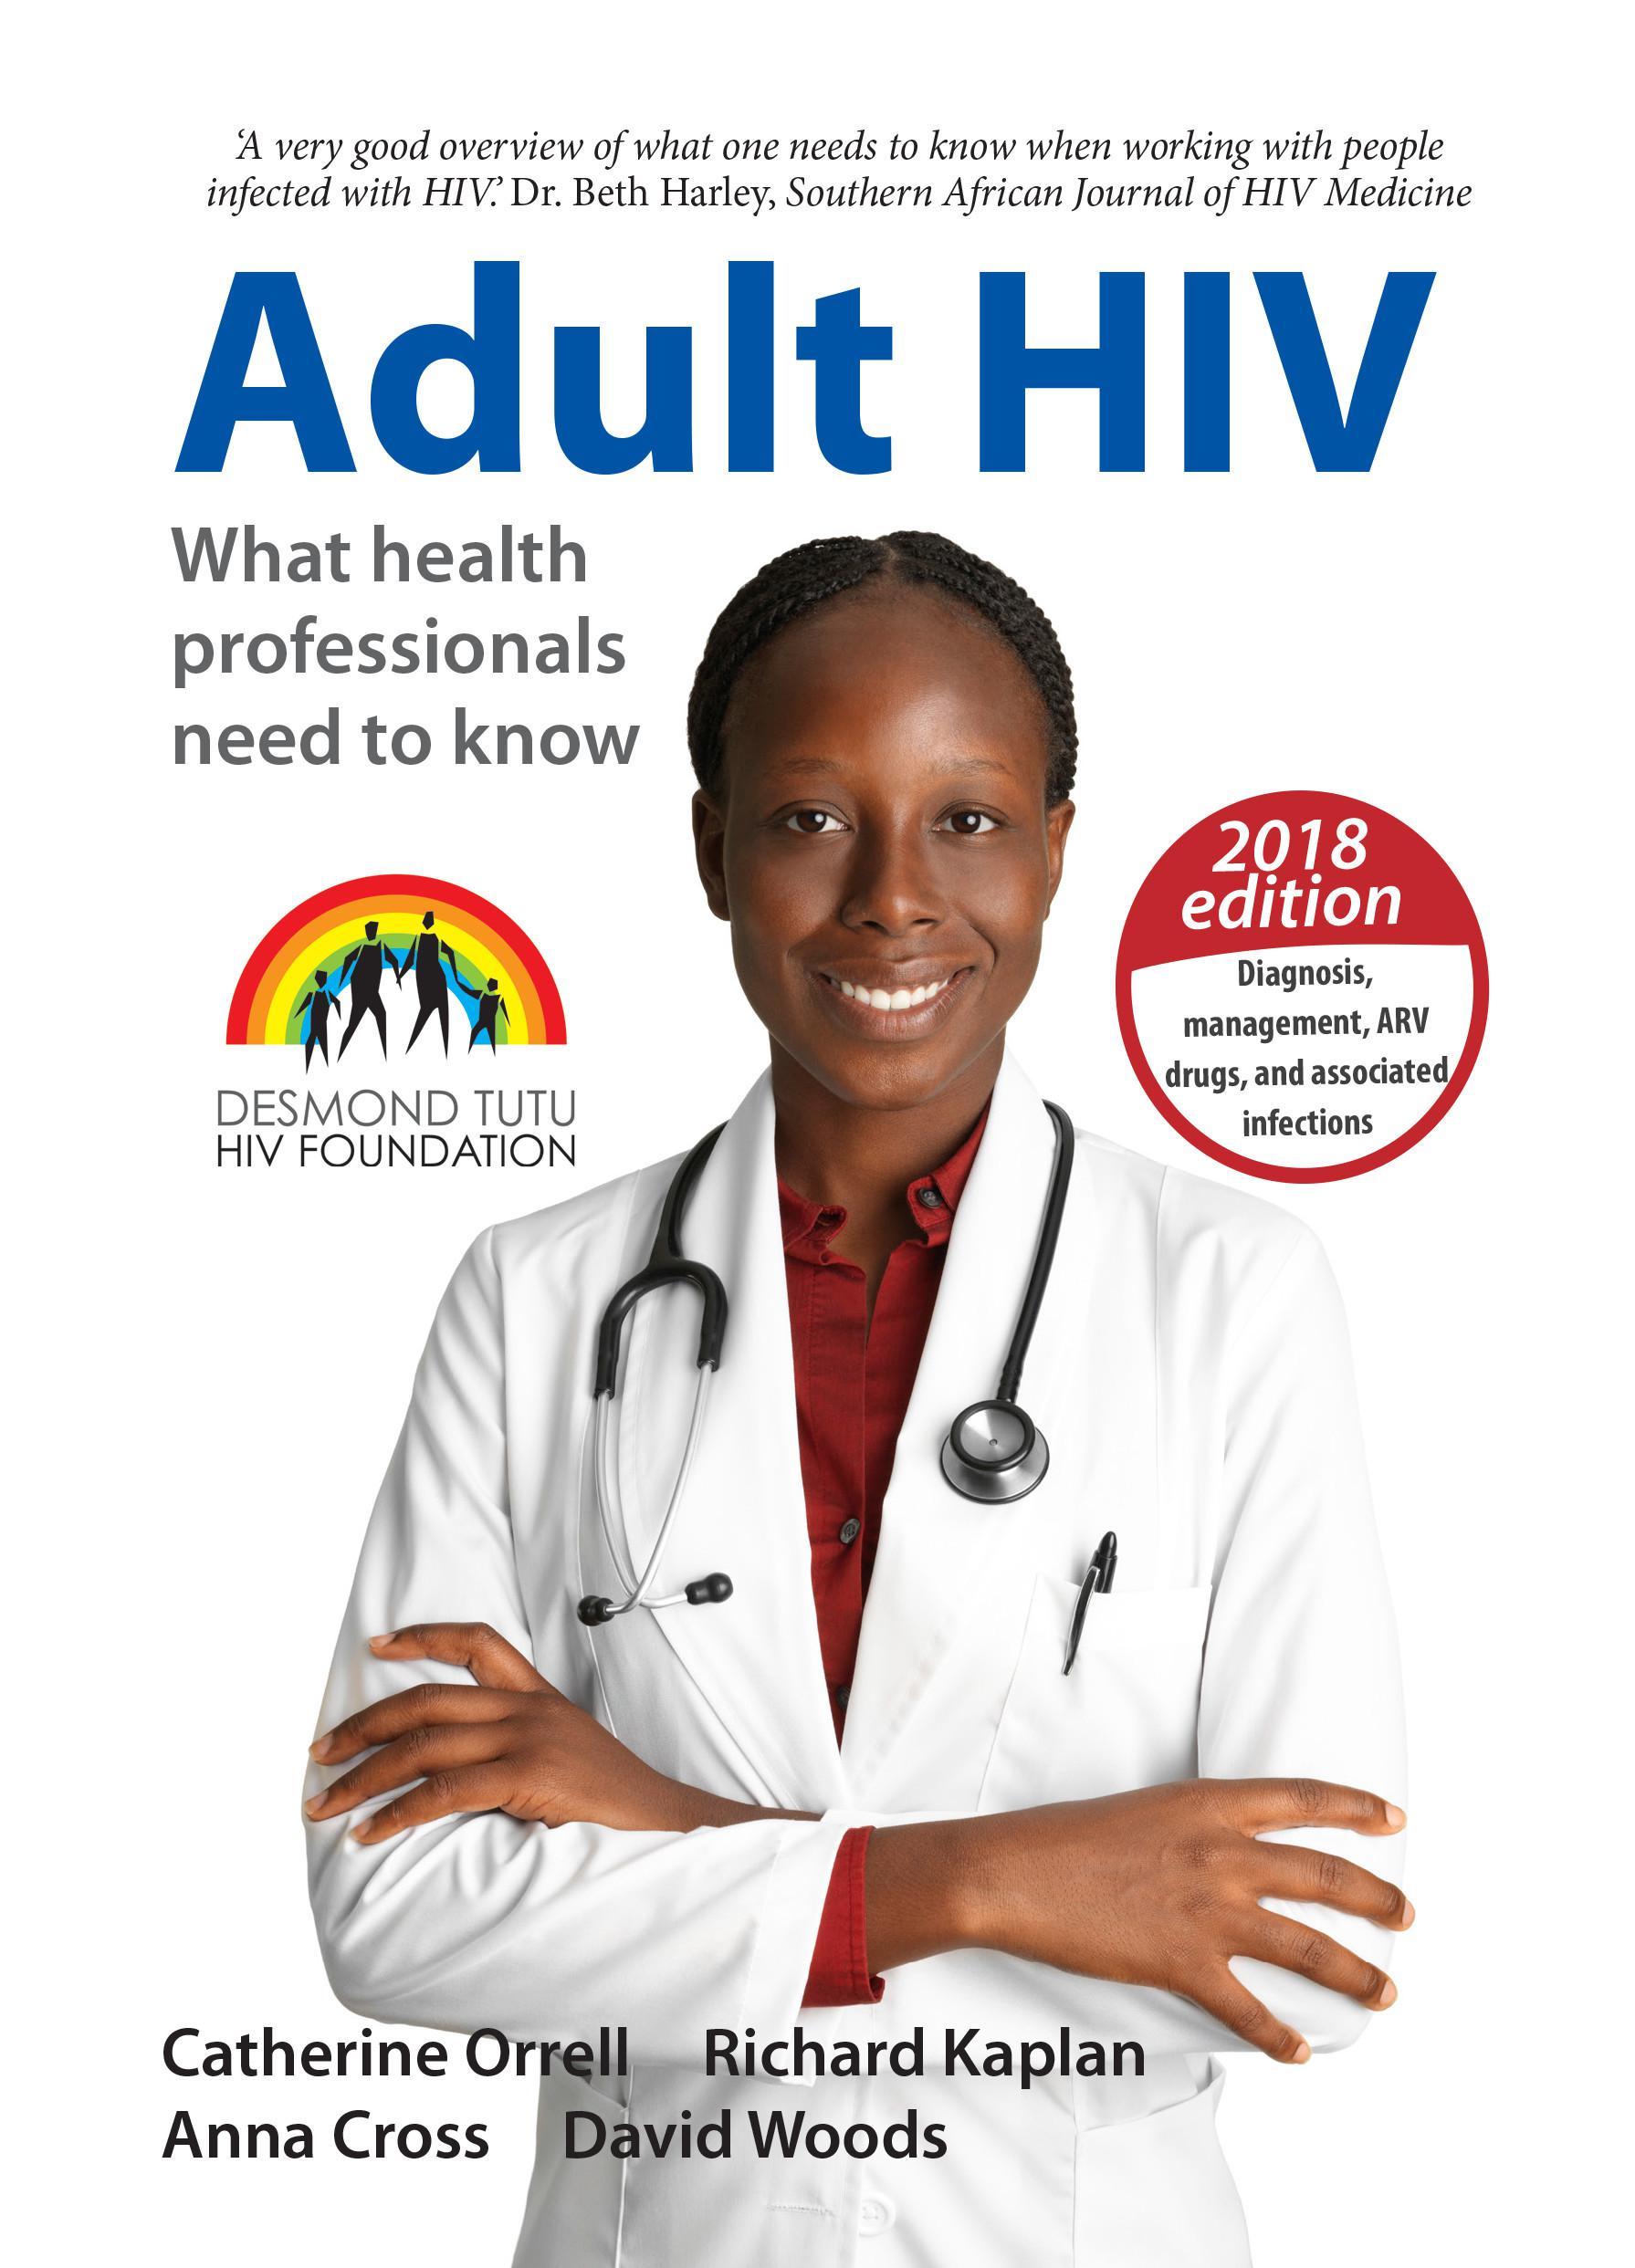 ‘A very good overview of what one needs to know when working with people
infected with HIV.’ Dr. Beth Harley, Southern African Journal of HIV Medicine
Adult HIV
What health
professionals
need to know
2018
edition
Diagnosis,
management, ARV
drugs, and associated
infections
DESMOND TUTU
HIV FOUNDATION
Catherine Orrell Richard Kaplan
Anna Cross David Woods